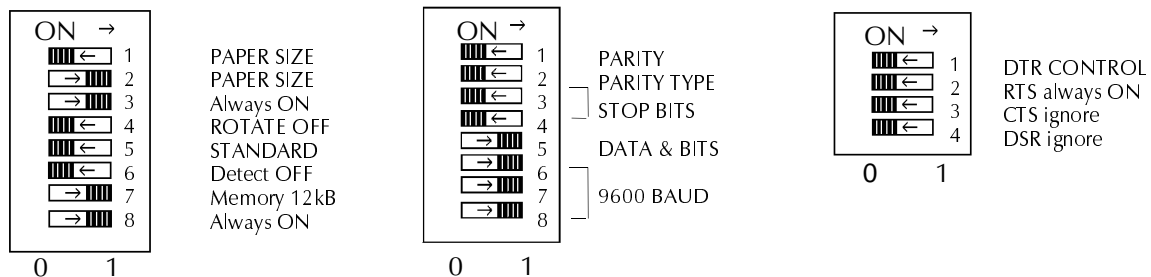 ON →
← 1 PAPER SIZE
→ 2 PAPER SIZE
→ 3 Always ON
← 4 ROTATE OFF
← 5 STANDARD
← 6 Detect OFF
→ 7 Memory 12kB
→ 8 Always ON
0 1
ON →
← 1 PARITY
← 2 PARITY TYPE
← 3
STOP BITS
← 4
→ 5 DATA & BITS
→ 6
→ 7 9600 BAUD
→ 8
0 1
ON →
← 1 DTR CONTROL
← 2 RTS always ON
← 3 CTS ignore
← 4 DSR ignore
0 1